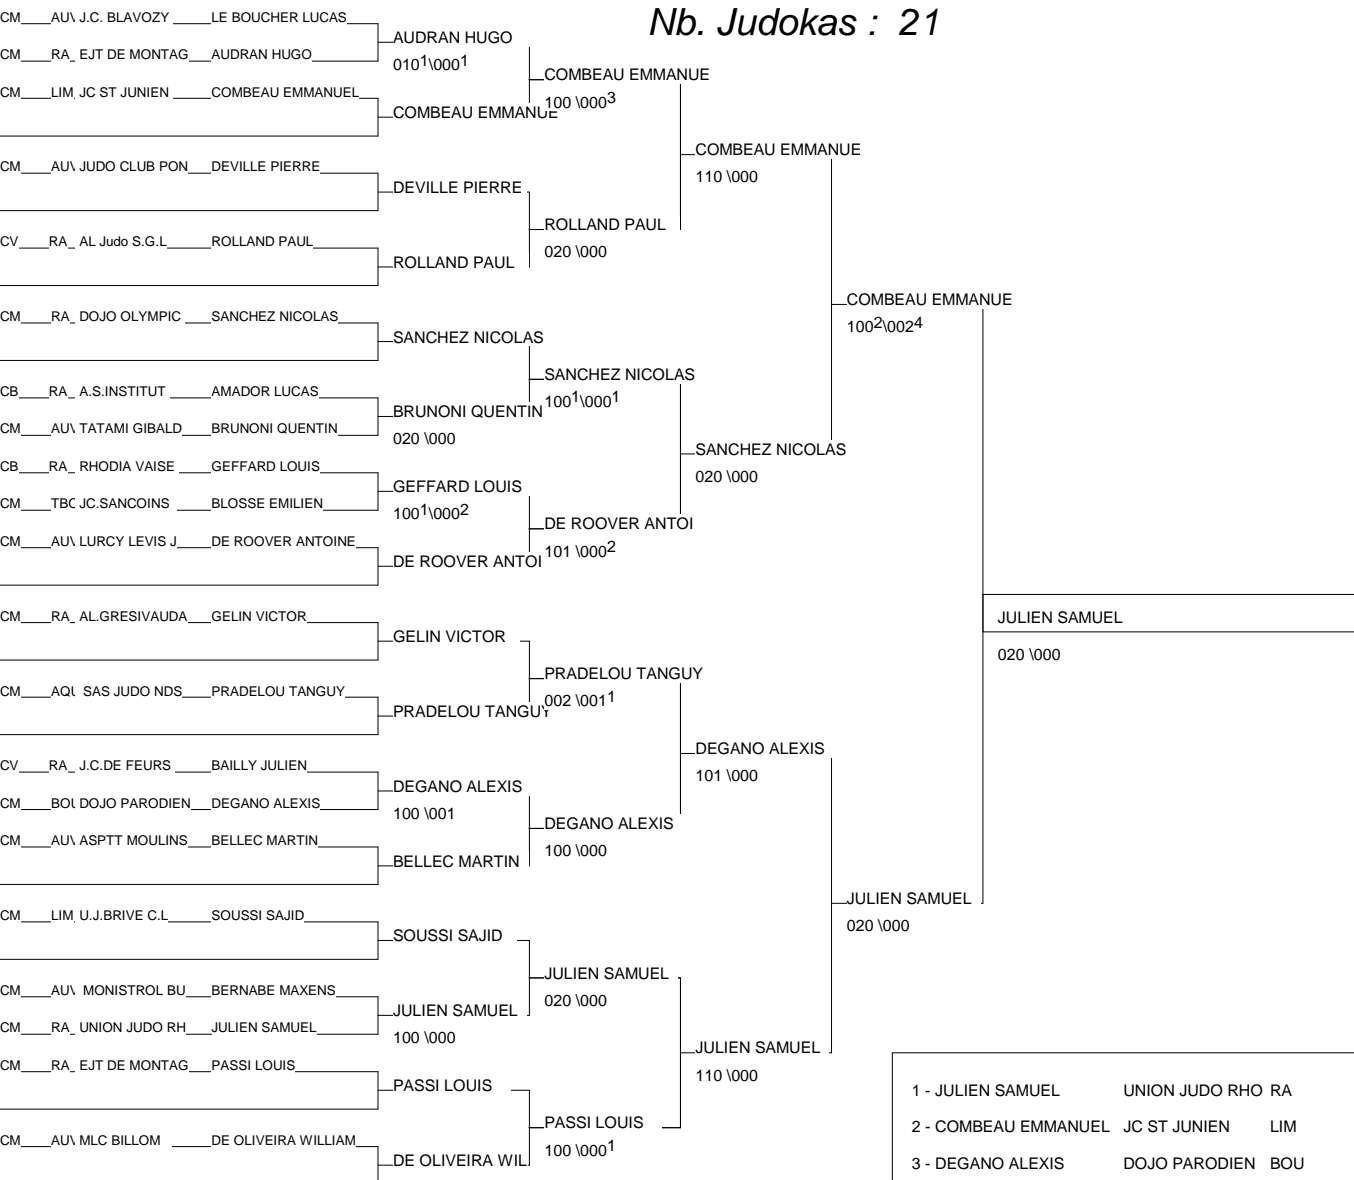 Nb. Judokas : 21
CM AUV J.C. BLAVOZY LE BOUCHER LUCAS
CM RA_ EJT DE MONTAG AUDRAN HUGO
CM LIM JC ST JUNIEN COMBEAU EMMANUEL
CM AUV JUDO CLUB PON DEVILLE PIERRE
CV RA_ AL Judo S.G.L ROLLAND PAUL
CM RA_ DOJO OLYMPIC SANCHEZ NICOLAS
CB RA_ A.S.INSTITUT AMADOR LUCAS
CM AUV TATAMI GIBALD BRUNONI QUENTIN
CB RA_ RHODIA VAISE GEFFARD LOUIS
CM TBC JC.SANCOINS BLOSSE EMILIEN
CM AUV LURCY LEVIS J DE ROOVER ANTOINE
CM RA_ AL.GRESIVAUDA GELIN VICTOR
CM AQU SAS JUDO NDS PRADELOU TANGUY
CV RA_ J.C.DE FEURS BAILLY JULIEN
CM BOU DOJO PARODIEN DEGANO ALEXIS
CM AUV ASPTT MOULINS BELLEC MARTIN
CM LIM U.J.BRIVE C.L SOUSSI SAJID
CM AUV MONISTROL BU BERNABE MAXENS
CM RA_ UNION JUDO RH JULIEN SAMUEL
CM RA_ EJT DE MONTAG PASSI LOUIS
CM AUV MLC BILLOM DE OLIVEIRA WILLIAM
AUDRAN HUGO
010¹\000¹
COMBEAU EMMANUE
DEVILLE PIERRE
ROLLAND PAUL
SANCHEZ NICOLAS
BRUNONI QUENTIN
020 \000
GEFFARD LOUIS
100¹\000²
DE ROOVER ANTOI
GELIN VICTOR
PRADELOU TANGUY
DEGANO ALEXIS
100 \001
BELLEC MARTIN
SOUSSI SAJID
JULIEN SAMUEL
100 \000
PASSI LOUIS
DE OLIVEIRA WIL
COMBEAU EMMANUE
100 \000³
ROLLAND PAUL
020 \000
SANCHEZ NICOLAS
100¹\000¹
DE ROOVER ANTOI
101 \000²
PRADELOU TANGUY
002 \001¹
DEGANO ALEXIS
100 \000
JULIEN SAMUEL
020 \000
PASSI LOUIS
100 \000¹
COMBEAU EMMANUE
110 \000
SANCHEZ NICOLAS
020 \000
DEGANO ALEXIS
101 \000
JULIEN SAMUEL
110 \000
COMBEAU EMMANUE
100²\002⁴
JULIEN SAMUEL
020 \000
JULIEN SAMUEL
020 \000
1 - JULIEN SAMUEL UNION JUDO RHO RA
2 - COMBEAU EMMANUEL JC ST JUNIEN LIM
3 - DEGANO ALEXIS DOJO PARODIEN BOU